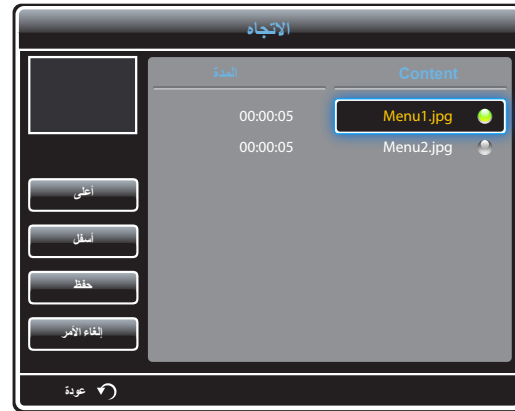 الاتجاه
Content المدة
Menu1.jpg 00:00:05
Menu2.jpg 00:00:05
أعلى
أسفل
حفظ
إلغاء الأمر
عودة